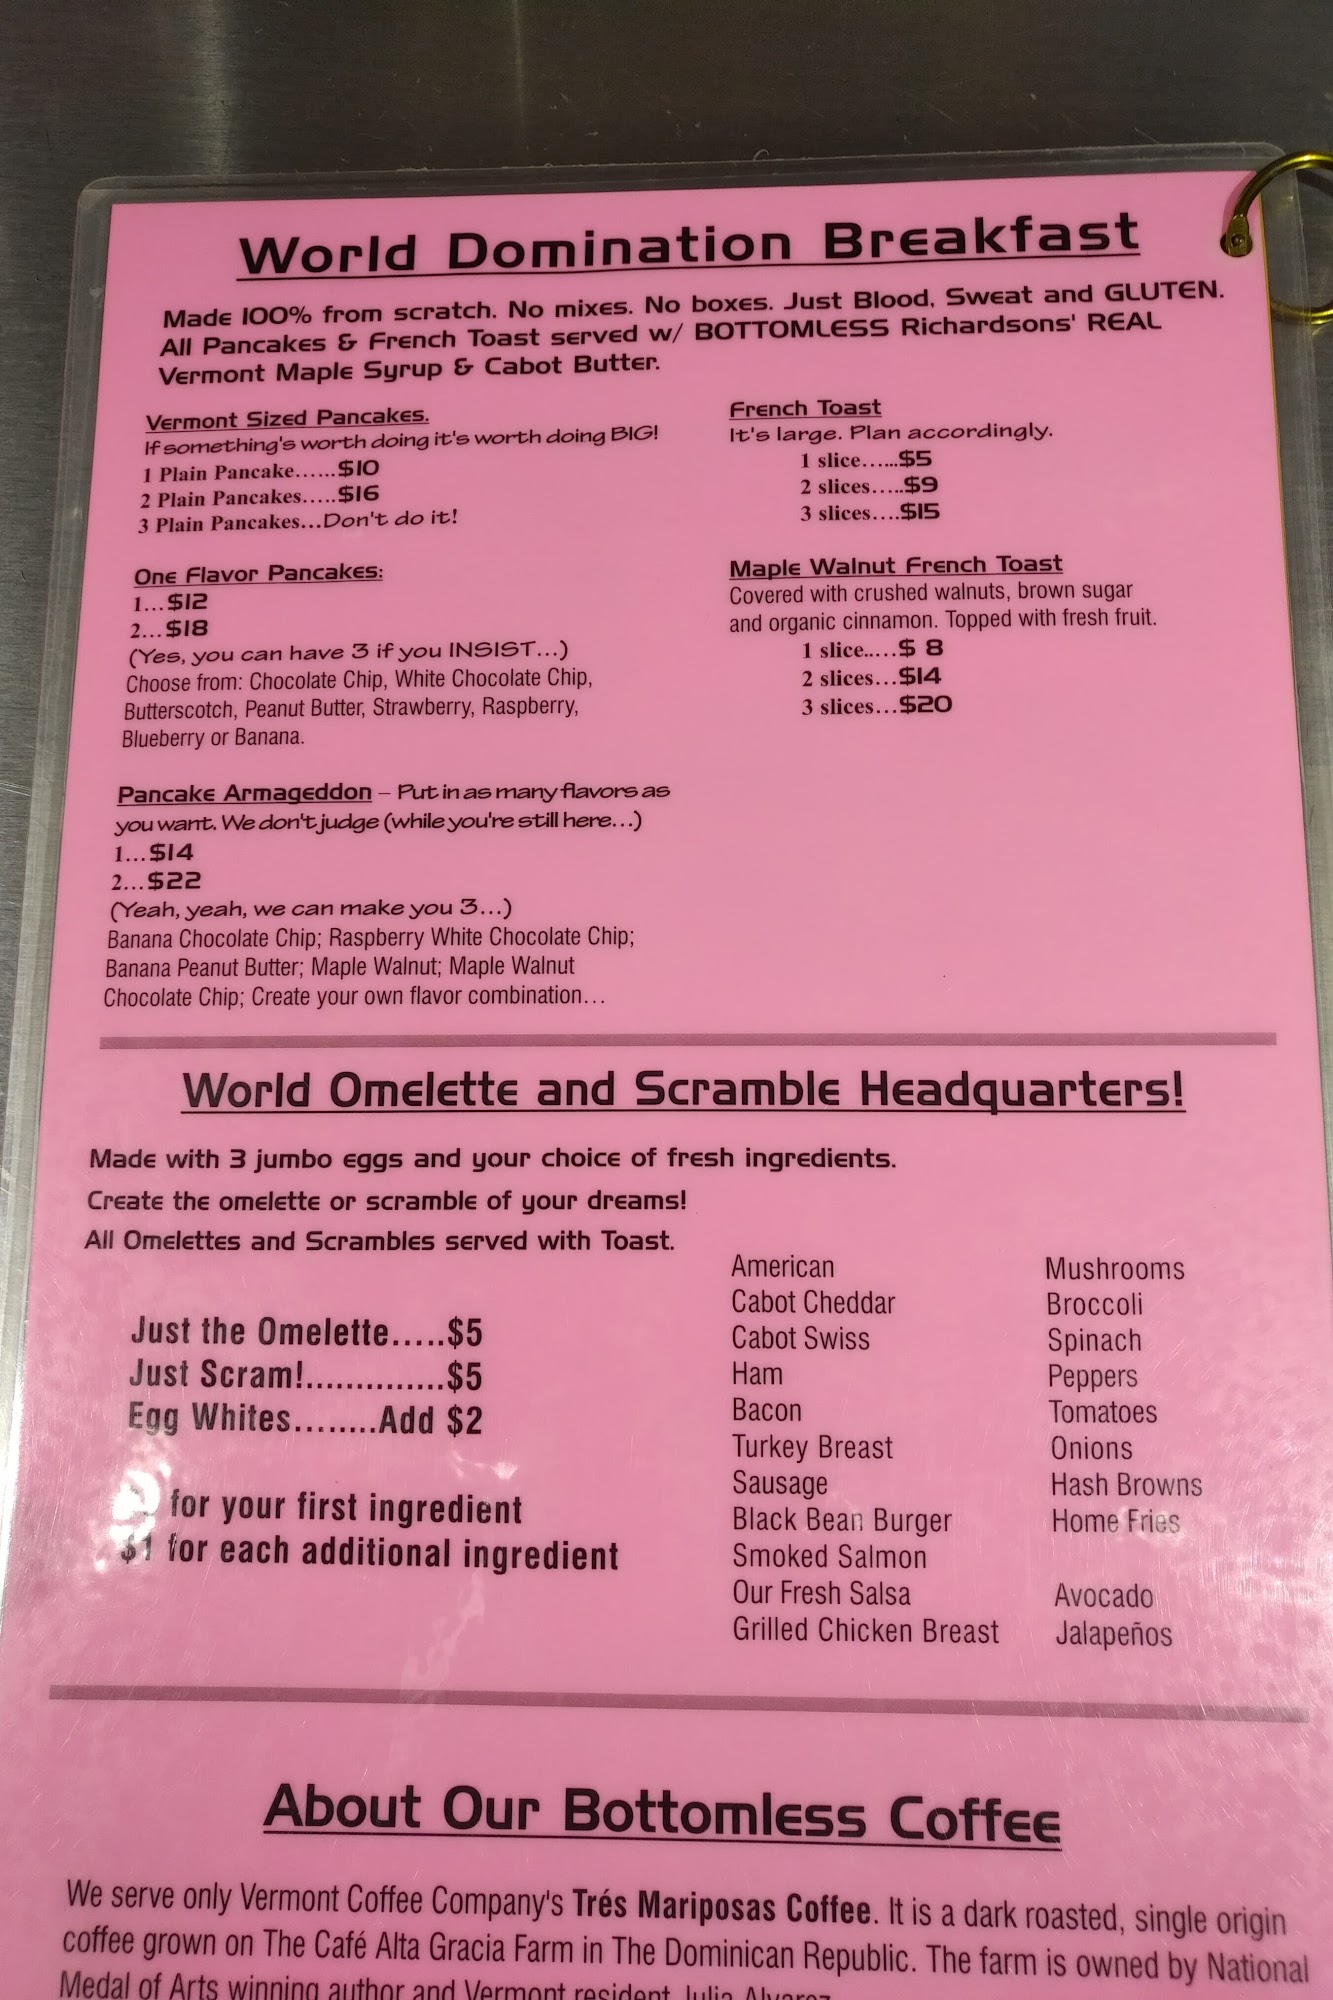 World Domination Breakfast
Made 100% from scratch. No mixes. No boxes. Just Blood, Sweat and GLUTEN.
All Pancakes & French Toast served w/ BOTTOMLESS Richardsons' REAL
Vermont Maple Syrup & Cabot Butter.
Vermont Sized Pancakes.
If something's worth doing it's worth doing BIG!
1 Plain Pancake......$10
2 Plain Pancakes.....$16
3 Plain Pancakes...Don't do it!
One Flavor Pancakes:
1...$12
2...$18
(Yes, you can have 3 if you INSIST...)
Choose from: Chocolate Chip, White Chocolate Chip,
Butterscotch, Peanut Butter, Strawberry, Raspberry,
Blueberry or Banana.
Pancake Armageddon – Put in as many flavors as
you want. We don't judge (while you're still here...)
1...$14
2...$22
(Yeah, yeah, we can make you 3...)
Banana Chocolate Chip; Raspberry White Chocolate Chip;
Banana Peanut Butter; Maple Walnut; Maple Walnut
Chocolate Chip; Create your own flavor combination...
French Toast
It's large. Plan accordingly.
1 slice......$5
2 slices.....$9
3 slices....$15
Maple Walnut French Toast
Covered with crushed walnuts, brown sugar
and organic cinnamon. Topped with fresh fruit.
1 slice.....$ 8
2 slices...$14
3 slices...$20
World Omelette and Scramble Headquarters!
Made with 3 jumbo eggs and your choice of fresh ingredients.
Create the omelette or scramble of your dreams!
All Omelettes and Scrambles served with Toast.
Just the Omelette.....$5
Just Scram!..............$5
Egg Whites........Add $2
for your first ingredient
$1 for each additional ingredient
American
Cabot Cheddar
Cabot Swiss
Ham
Bacon
Turkey Breast
Sausage
Black Bean Burger
Smoked Salmon
Our Fresh Salsa
Grilled Chicken Breast
Mushrooms
Broccoli
Spinach
Peppers
Tomatoes
Onions
Hash Browns
Home Fries
Avocado
Jalapeños
About Our Bottomless Coffee
We serve only Vermont Coffee Company's Trés Mariposas Coffee. It is a dark roasted, single origin
coffee grown on The Café Alta Gracia Farm in The Dominican Republic. The farm is owned by National
Medal of Arts winning author and Vermont resident Julia Alvarez